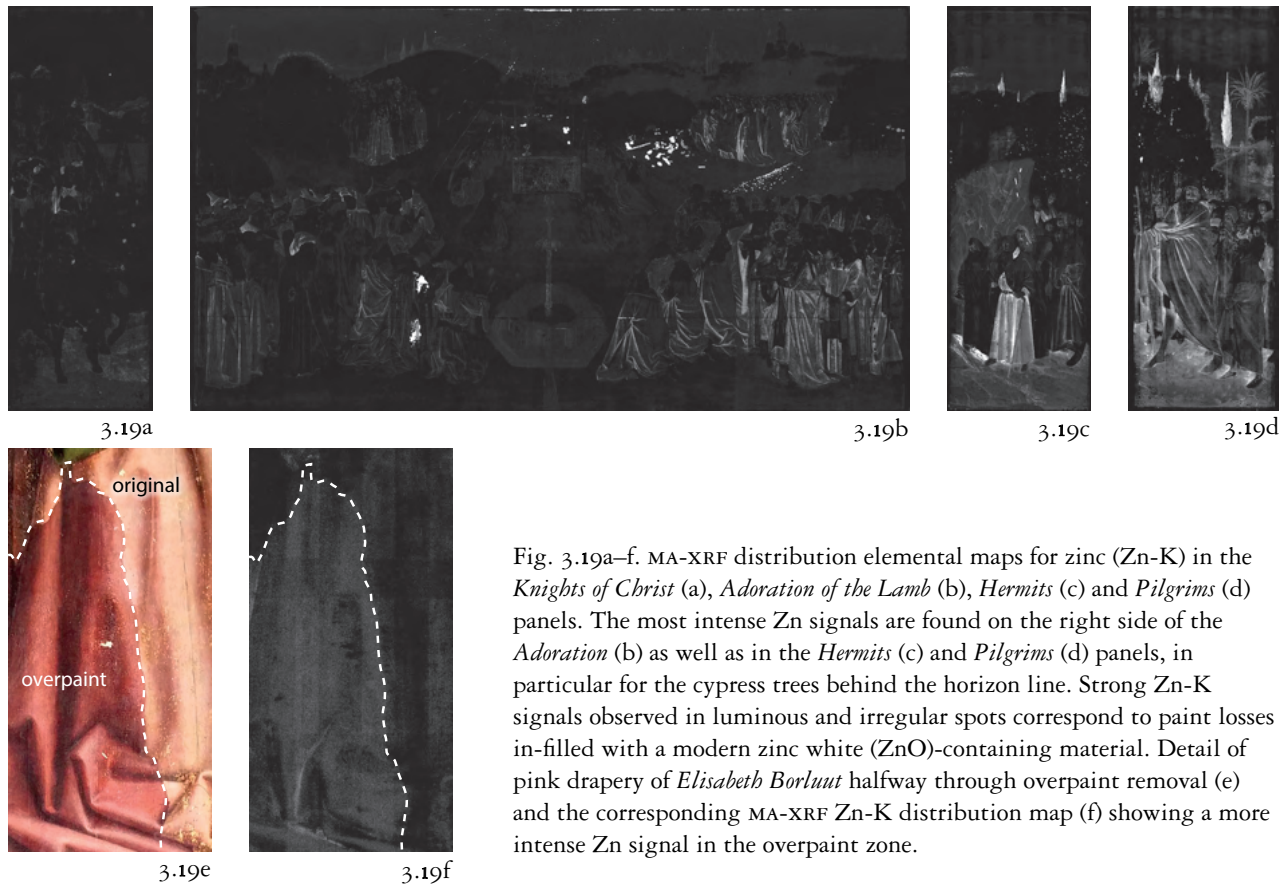 3.19a
3.19b
3.19c
3.19d
original
overpaint
3.19e
3.19f
Fig. 3.19a–f. MA-XRF distribution elemental maps for zinc (Zn-K) in the
Knights of Christ (a), Adoration of the Lamb (b), Hermits (c) and Pilgrims (d)
panels. The most intense Zn signals are found on the right side of the
Adoration (b) as well as in the Hermits (c) and Pilgrims (d) panels, in
particular for the cypress trees behind the horizon line. Strong Zn-K
signals observed in luminous and irregular spots correspond to paint losses
in-filled with a modern zinc white (ZnO)-containing material. Detail of
pink drapery of Elisabeth Borluut halfway through overpaint removal (e)
and the corresponding MA-XRF Zn-K distribution map (f) showing a more
intense Zn signal in the overpaint zone.